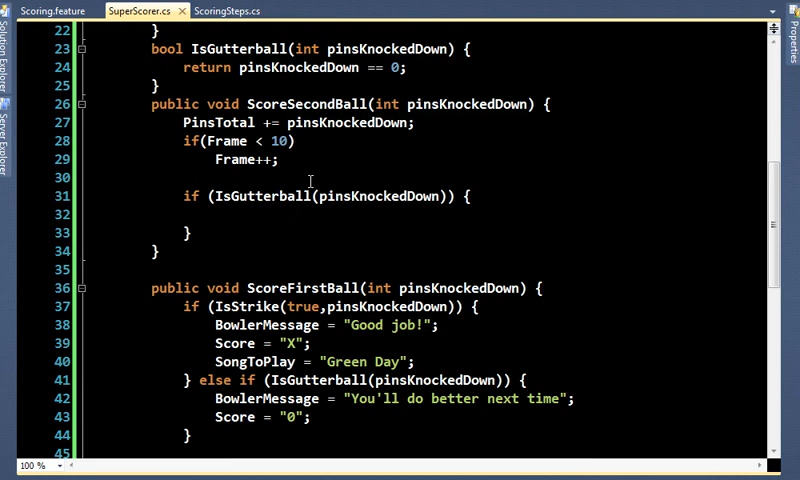 Scoring.feature SuperScorer.cs ScoringSteps.cs
Solution Explorer
Server Explorer
Properties
22 }
23 bool IsGutterball(int pinsKnockedDown) {
24 return pinsKnockedDown == 0;
25 }
26 public void ScoreSecondBall(int pinsKnockedDown) {
27 PinsTotal += pinsKnockedDown;
28 if(Frame < 10)
29 Frame++;
30
31 if (IsGutterball(pinsKnockedDown)) {
32
33 }
34 }
35
36 public void ScoreFirstBall(int pinsKnockedDown) {
37 if (IsStrike(true,pinsKnockedDown)) {
38 BowlerMessage = "Good job!";
39 Score = "X";
40 SongToPlay = "Green Day";
41 } else if (IsGutterball(pinsKnockedDown)) {
42 BowlerMessage = "You'll do better next time";
43 Score = "0";
44 }
45
100 %